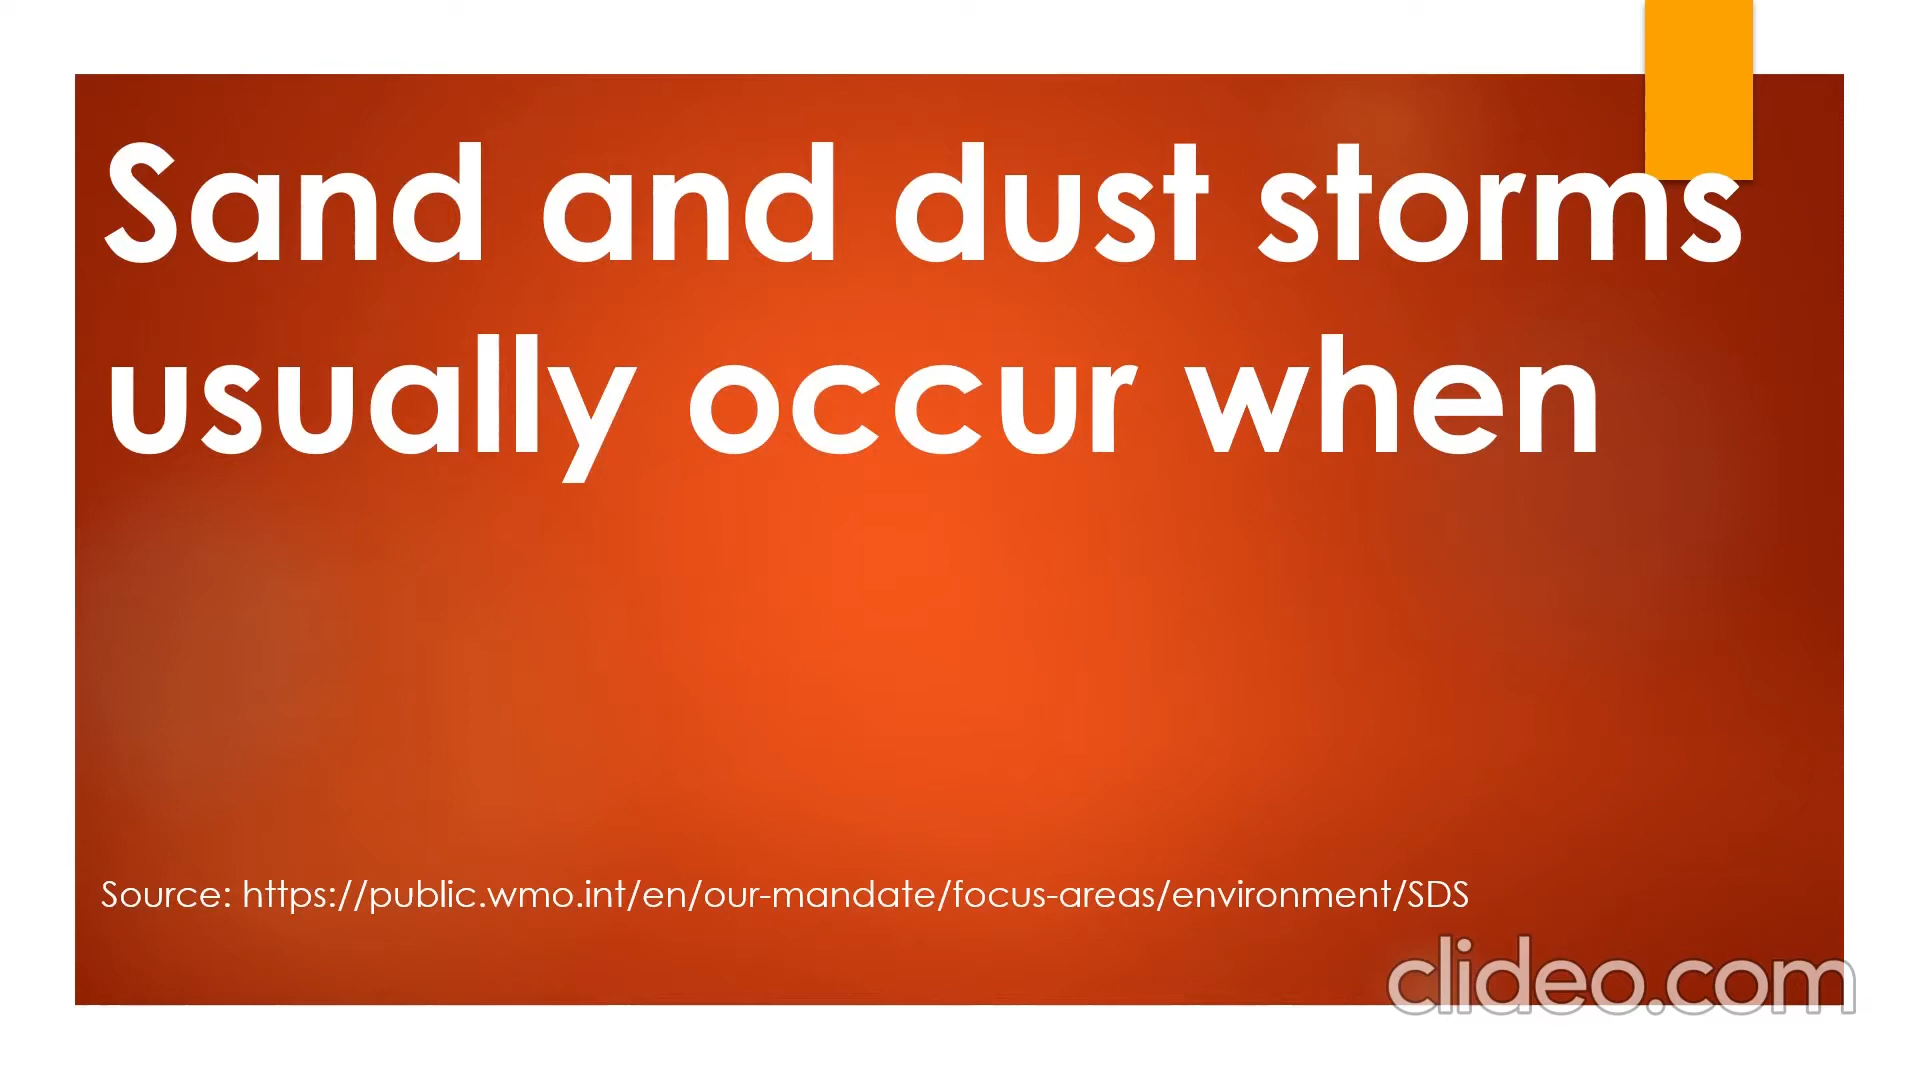 Sand and dust storms
usually occur when
Source: https://public.wmo.int/en/our-mandate/focus-areas/environment/SDS
clideo.com